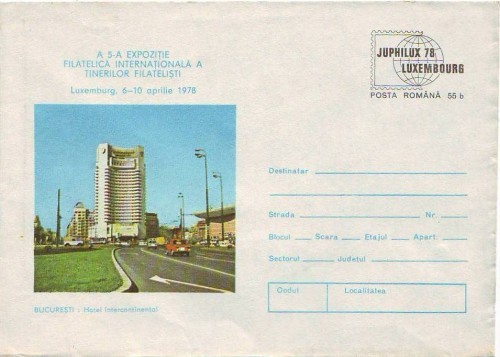 A 5-A EXPOZIȚIE
FILATELICĂ INTERNAȚIONALĂ A
TINERILOR FILATELIȘTI
Luxemburg, 6-10 aprilie 1978
JUPHILUX 78
LUXEMBOURG
POSTA ROMÂNĂ 55 b
Destinatar
Strada Nr.
Blocul Scara Etajul Apart.
Sectorul Județul
Codul Localitatea
BUCUREȘTI : Hotel Intercontinental